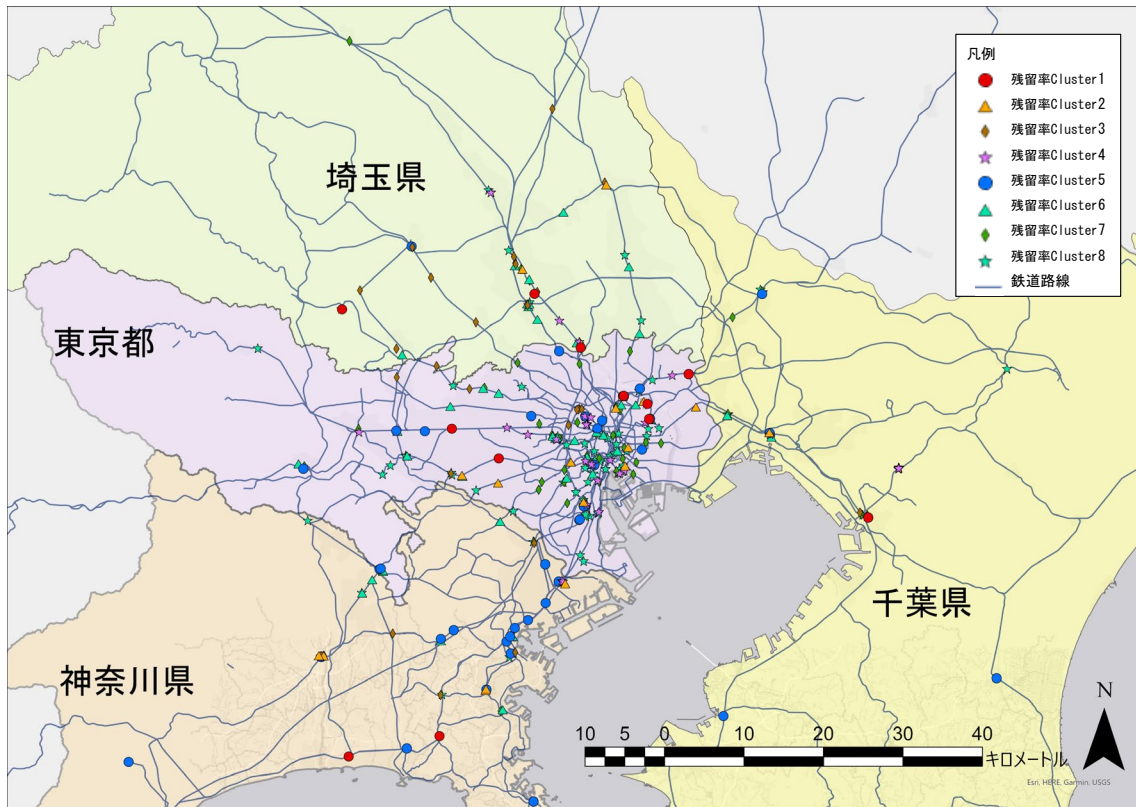 凡例
残留率Cluster1
残留率Cluster2
残留率Cluster3
残留率Cluster4
残留率Cluster5
残留率Cluster6
残留率Cluster7
残留率Cluster8
鉄道路線
埼玉県
東京都
千葉県
神奈川県
N
10 5 0 10 20 30 40
キロメートル
Esri, HERE, Garmin, USGS